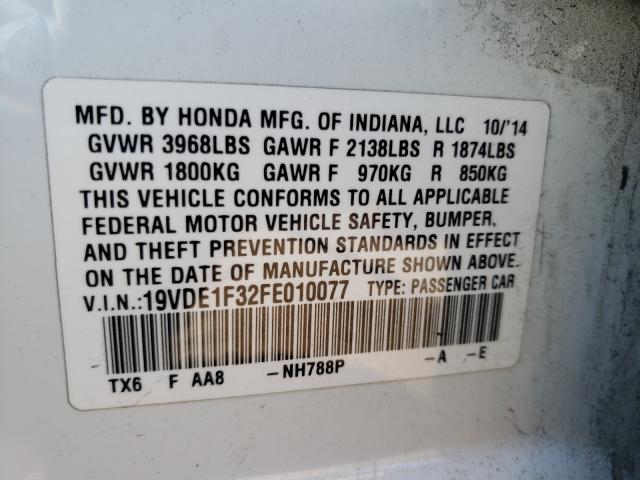 MFD. BY HONDA MFG. OF INDIANA, LLC 10/'14
GVWR 3968LBS GAWR F 2138LBS R 1874LBS
GVWR 1800KG GAWR F 970KG R 850KG
THIS VEHICLE CONFORMS TO ALL APPLICABLE
FEDERAL MOTOR VEHICLE SAFETY, BUMPER,
AND THEFT PREVENTION STANDARDS IN EFFECT
ON THE DATE OF MANUFACTURE SHOWN ABOVE.
V.I.N.:19VDE1F32FE010077 TYPE: PASSENGER CAR
TX6 F AA8 -NH788P -A -E